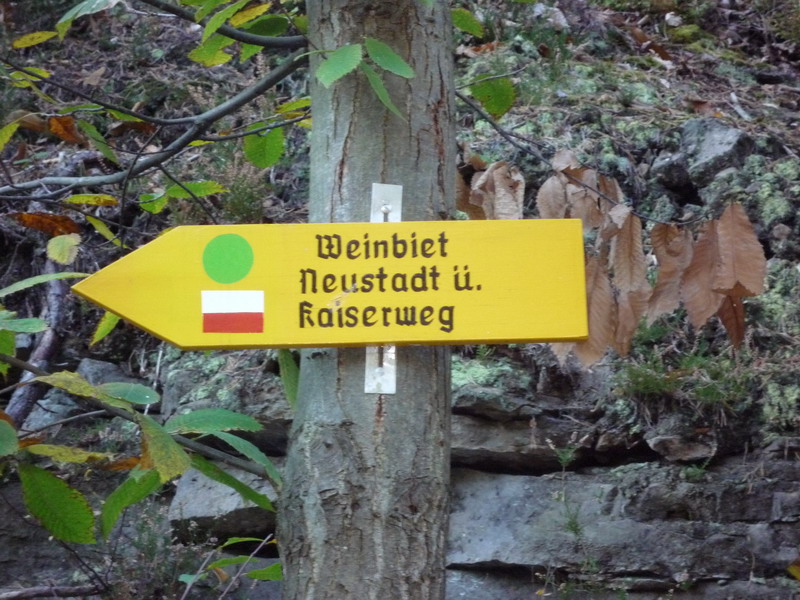 Weinbiet
Neustadt ü.
Kaiserweg